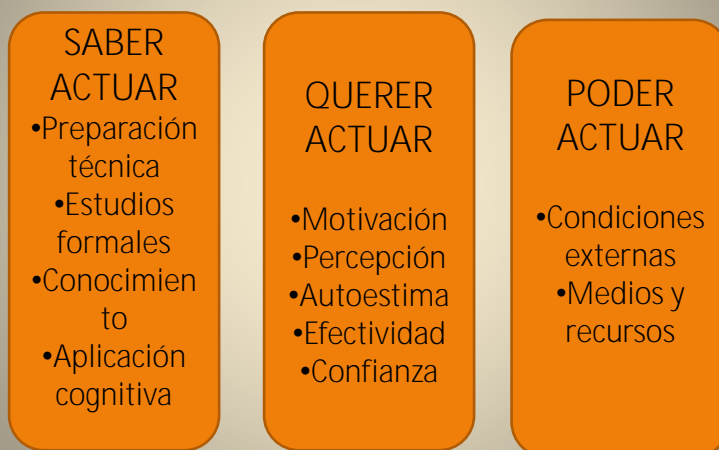 SABER
ACTUAR
•Preparación
técnica
•Estudios
formales
•Conocimien
to
•Aplicación
cognitiva
QUERER
ACTUAR
•Motivación
•Percepción
•Autoestima
•Efectividad
•Confianza
PODER
ACTUAR
•Condiciones
externas
•Medios y
recursos